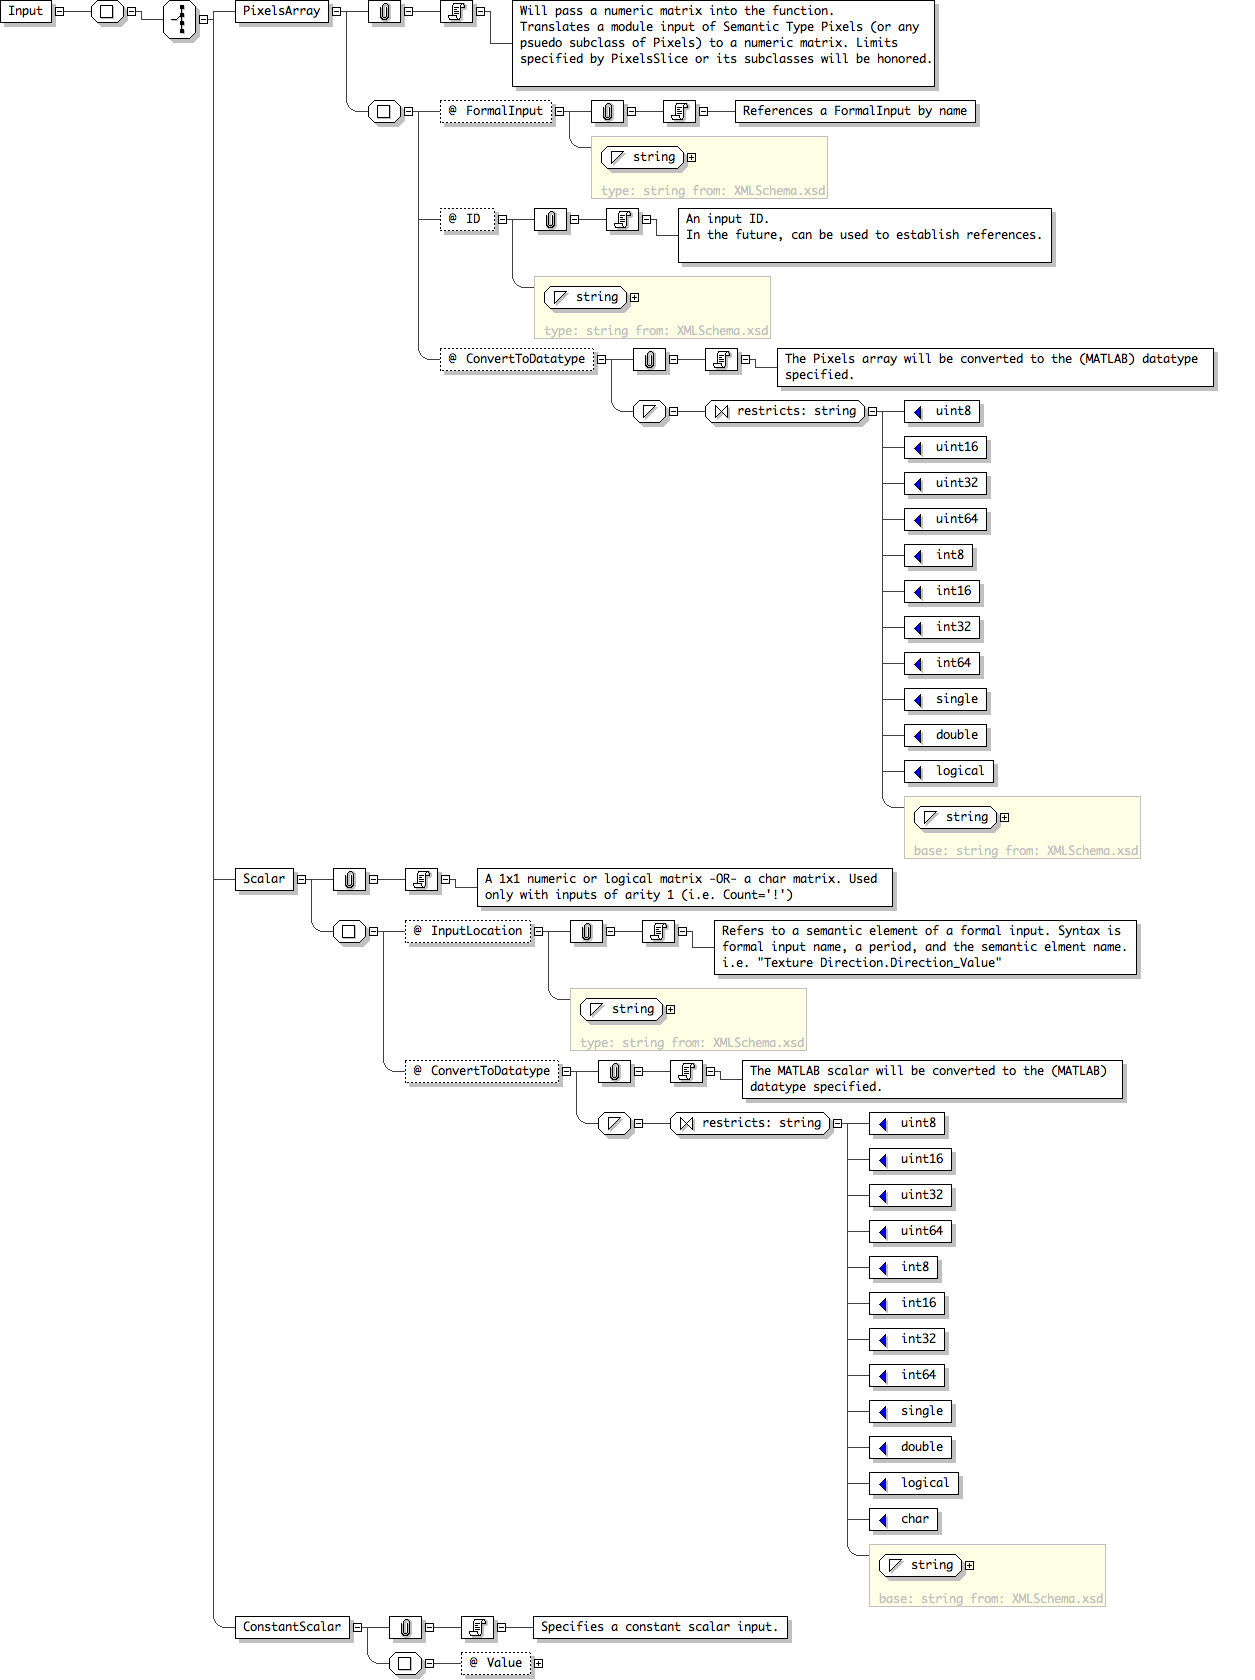 Input
PixelsArray
Will pass a numeric matrix into the function.
Translates a module input of Semantic Type Pixels (or any
psuedo subclass of Pixels) to a numeric matrix. Limits
specified by PixelsSlice or its subclasses will be honored.
@ FormalInput
References a FormalInput by name
string
type: string from: XMLSchema.xsd
@ ID
An input ID.
In the future, can be used to establish references.
string
type: string from: XMLSchema.xsd
@ ConvertToDatatype
The Pixels array will be converted to the (MATLAB) datatype
specified.
restricts: string
uint8
uint16
uint32
uint64
int8
int16
int32
int64
single
double
logical
string
base: string from: XMLSchema.xsd
Scalar
A 1x1 numeric or logical matrix -OR- a char matrix. Used
only with inputs of arity 1 (i.e. Count='!')
@ InputLocation
Refers to a semantic element of a formal input. Syntax is
formal input name, a period, and the semantic elment name.
i.e. "Texture Direction.Direction_Value"
string
type: string from: XMLSchema.xsd
@ ConvertToDatatype
The MATLAB scalar will be converted to the (MATLAB)
datatype specified.
restricts: string
uint8
uint16
uint32
uint64
int8
int16
int32
int64
single
double
logical
char
string
base: string from: XMLSchema.xsd
ConstantScalar
Specifies a constant scalar input.
@ Value